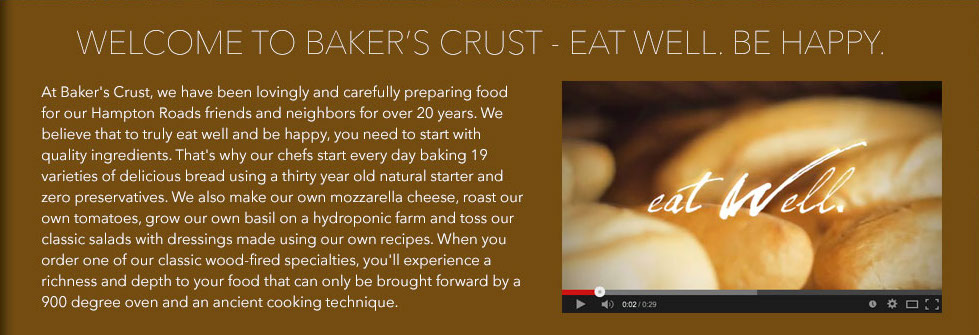 WELCOME TO BAKER’S CRUST - EAT WELL. BE HAPPY.
At Baker's Crust, we have been lovingly and carefully preparing food
for our Hampton Roads friends and neighbors for over 20 years. We
believe that to truly eat well and be happy, you need to start with
quality ingredients. That's why our chefs start every day baking 19
varieties of delicious bread using a thirty year old natural starter and
zero preservatives. We also make our own mozzarella cheese, roast our
own tomatoes, grow our own basil on a hydroponic farm and toss our
classic salads with dressings made using our own recipes. When you
order one of our classic wood-fired specialties, you'll experience a
richness and depth to your food that can only be brought forward by a
900 degree oven and an ancient cooking technique.
eat Well.
0:02 / 0:29